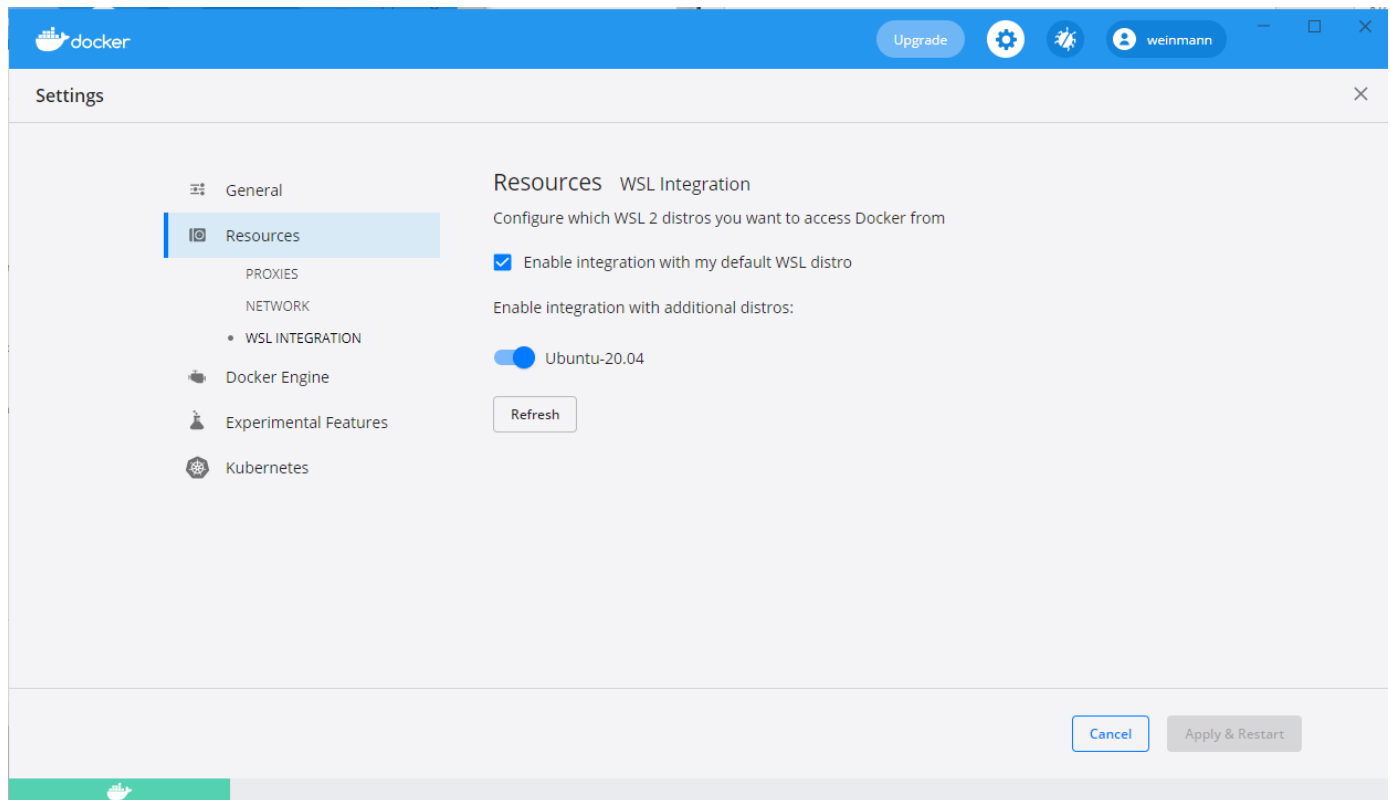 docker
Upgrade
weinmann
Settings
General
Resources
PROXIES
NETWORK
WSL INTEGRATION
Docker Engine
Experimental Features
Kubernetes
Resources WSL Integration
Configure which WSL 2 distros you want to access Docker from
Enable integration with my default WSL distro
Enable integration with additional distros:
Ubuntu-20.04
Refresh
Cancel
Apply & Restart